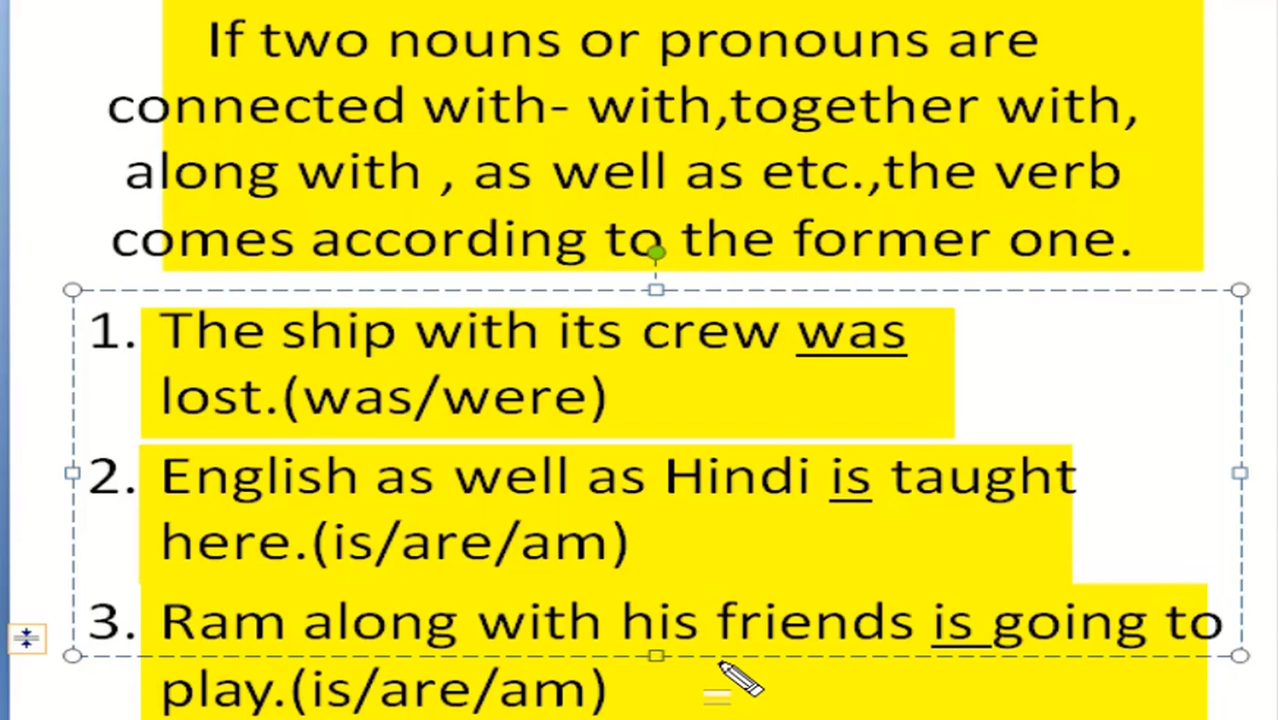 If two nouns or pronouns are
connected with- with,together with,
along with , as well as etc.,the verb
comes according to the former one.
1. The ship with its crew was
lost.(was/were)
2. English as well as Hindi is taught
here.(is/are/am)
3. Ram along with his friends is going to
play.(is/are/am)